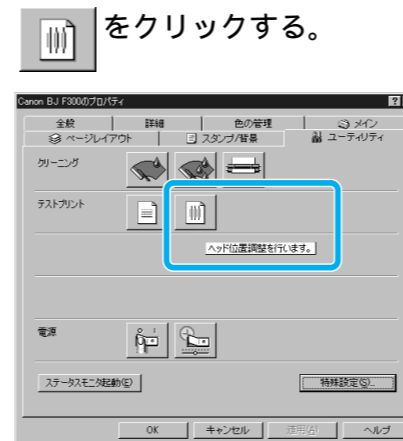 をクリックする。
Canon BJ F300のプロパティ
全般 詳細 色の管理 メイン
ページレイアウト スタンプ/背景 ユーティリティ
クリーニング
テストプリント
ヘッド位置調整を行います。
電源
ステータスモニタ起動(E) 特殊設定(S)...
OK キャンセル 適用(A) ヘルプ